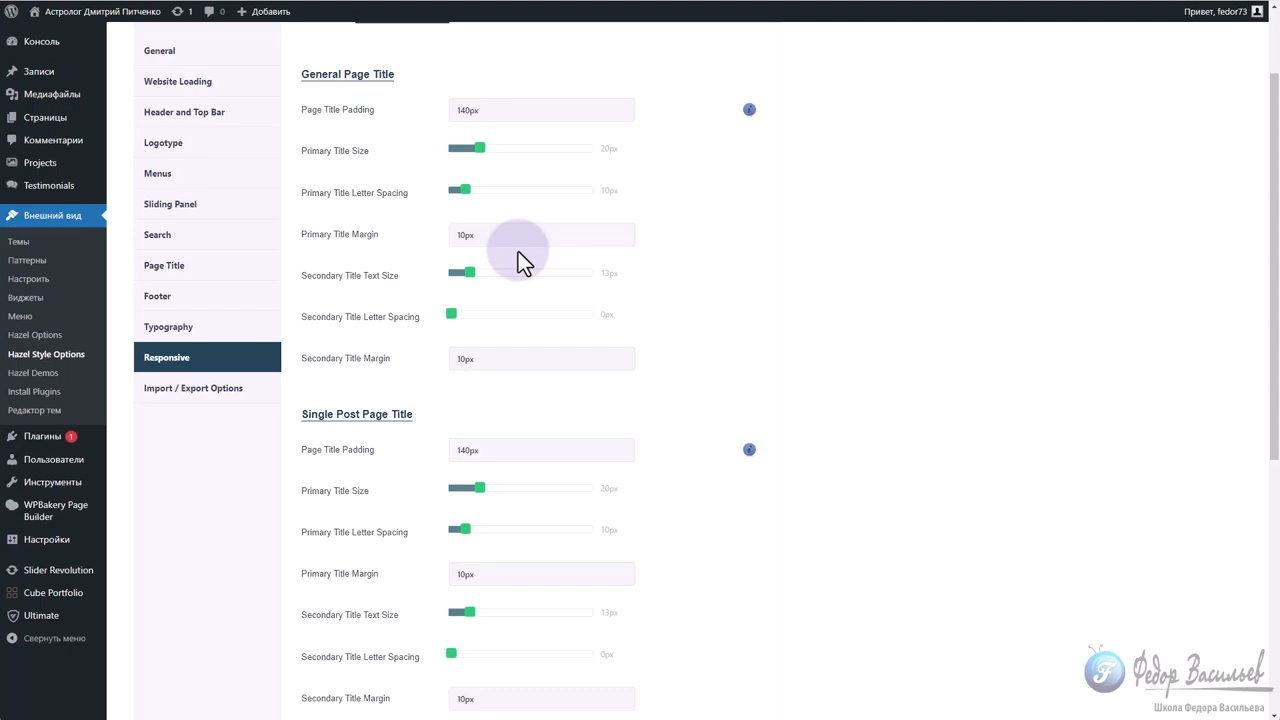 Агродом Дмитрий Литвиненко 1 0 Добавить Привет, fedor73
Консоль
Записи
Медиафайлы
Страницы
Комментарии
Projects
Testimonials
Внешний вид
Темы
Паттерны
Настроить
Виджеты
Меню
Hazel Options
Hazel Style Options
Hazel Demos
Install Plugins
Редактор тем
Плагины 1
Пользователи
Инструменты
WPBakery Page
Builder
Настройки
Slider Revolution
Cube Portfolio
Ultimate
Свернуть меню
General
Website Loading
Header and Top Bar
Logotype
Menus
Sliding Panel
Search
Page Title
Footer
Typography
Responsive
Import / Export Options
General Page Title
Page Title Padding 140px
Primary Title Size 20px
Primary Title Letter Spacing 10px
Primary Title Margin 10px
Secondary Title Text Size 13px
Secondary Title Letter Spacing 0px
Secondary Title Margin 10px
Single Post Page Title
Page Title Padding 140px
Primary Title Size 20px
Primary Title Letter Spacing 10px
Primary Title Margin 10px
Secondary Title Text Size 13px
Secondary Title Letter Spacing 0px
Secondary Title Margin 10px
Федор Васильев
Школа Федора Васильева